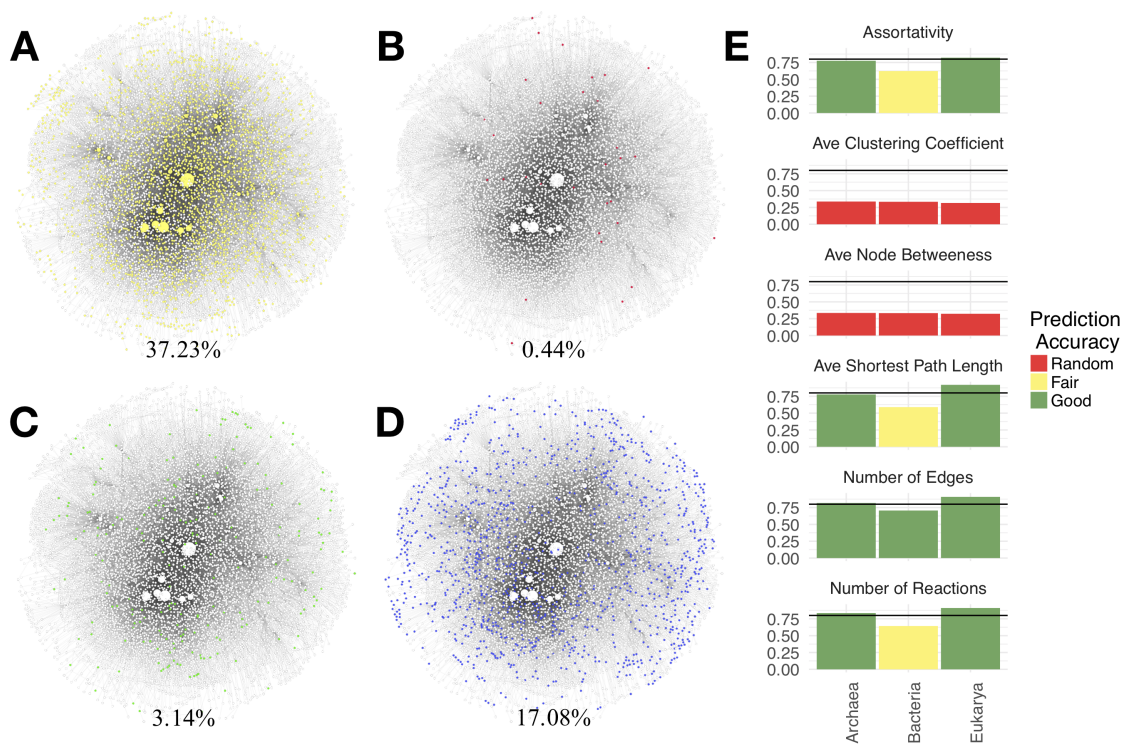 A
B
37.23%
0.44%
C
D
3.14%
17.08%
E
Assortativity
0.75
0.50
0.25
0.00
Ave Clustering Coefficient
0.75
0.50
0.25
0.00
Ave Node Betweeness
0.75
0.50
0.25
0.00
Ave Shortest Path Length
0.75
0.50
0.25
0.00
Number of Edges
0.75
0.50
0.25
0.00
Number of Reactions
0.75
0.50
0.25
0.00
Archaea
Bacteria
Eukarya
Prediction
Accuracy
Random
Fair
Good